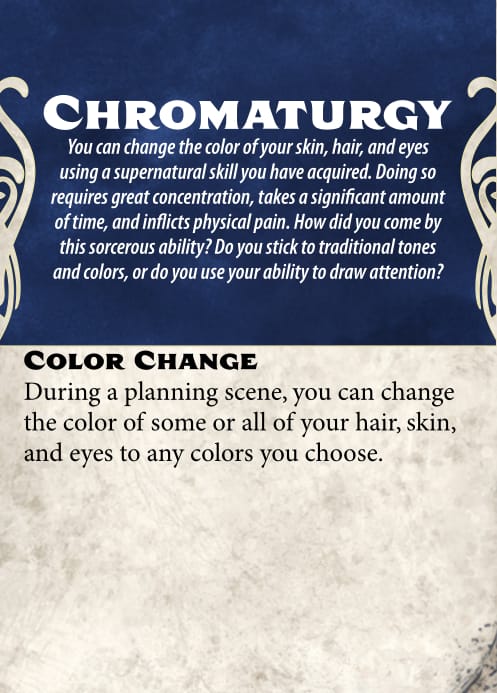 CHROMATURGY
You can change the color of your skin, hair, and eyes
using a supernatural skill you have acquired. Doing so
requires great concentration, takes a significant amount
of time, and inflicts physical pain. How did you come by
this sorcerous ability? Do you stick to traditional tones
and colors, or do you use your ability to draw attention?
COLOR CHANGE
During a planning scene, you can change
the color of some or all of your hair, skin,
and eyes to any colors you choose.